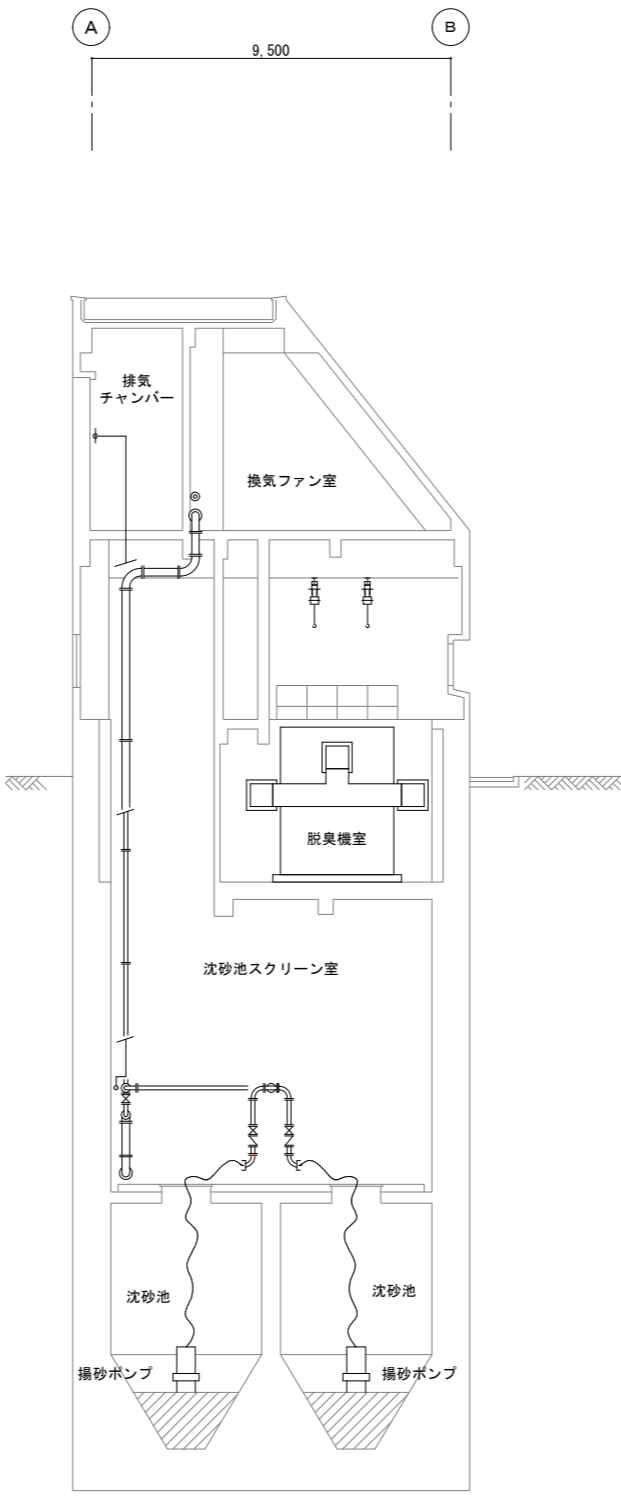 A
B
9,500
排気
チャンバー
換気ファン室
脱臭機室
沈砂池スクリーン室
沈砂池
沈砂池
揚砂ポンプ
揚砂ポンプ